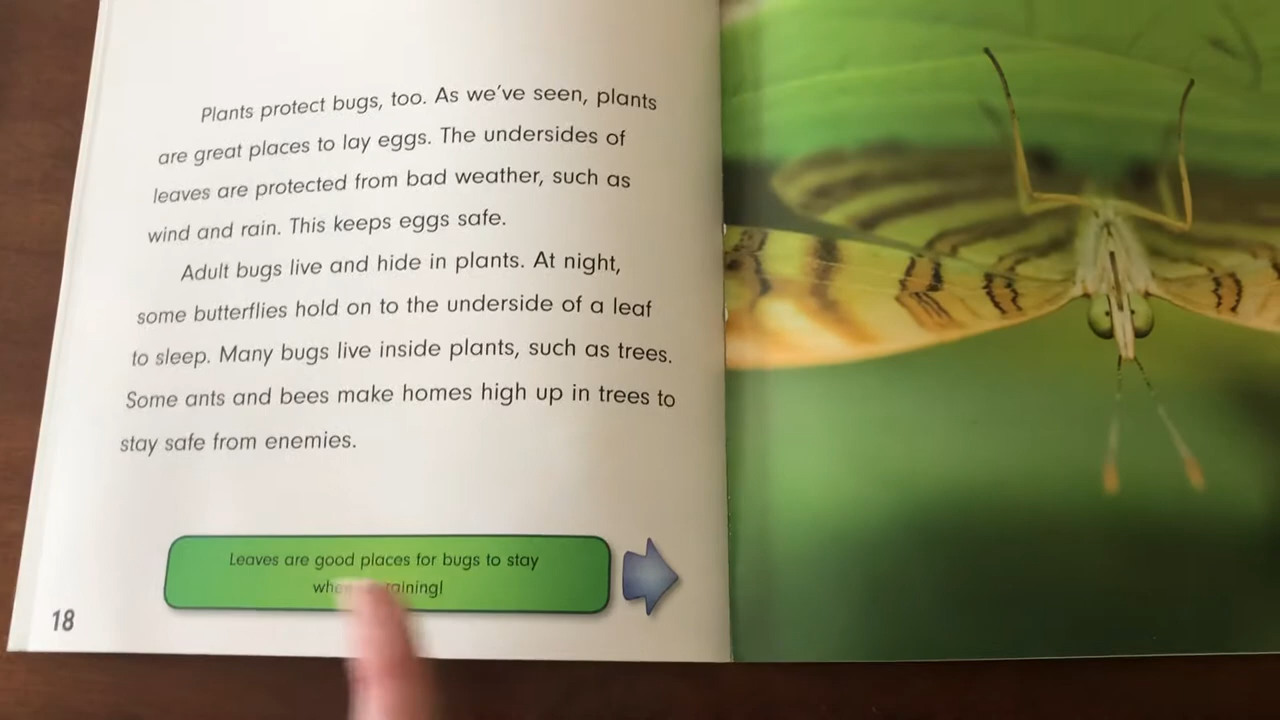 Plants protect bugs, too. As we've seen, plants
are great places to lay eggs. The undersides of
leaves are protected from bad weather, such as
wind and rain. This keeps eggs safe.
Adult bugs live and hide in plants. At night,
some butterflies hold on to the underside of a leaf
to sleep. Many bugs live inside plants, such as trees.
Some ants and bees make homes high up in trees to
stay safe from enemies.
Leaves are good places for bugs to stay
raining!
18